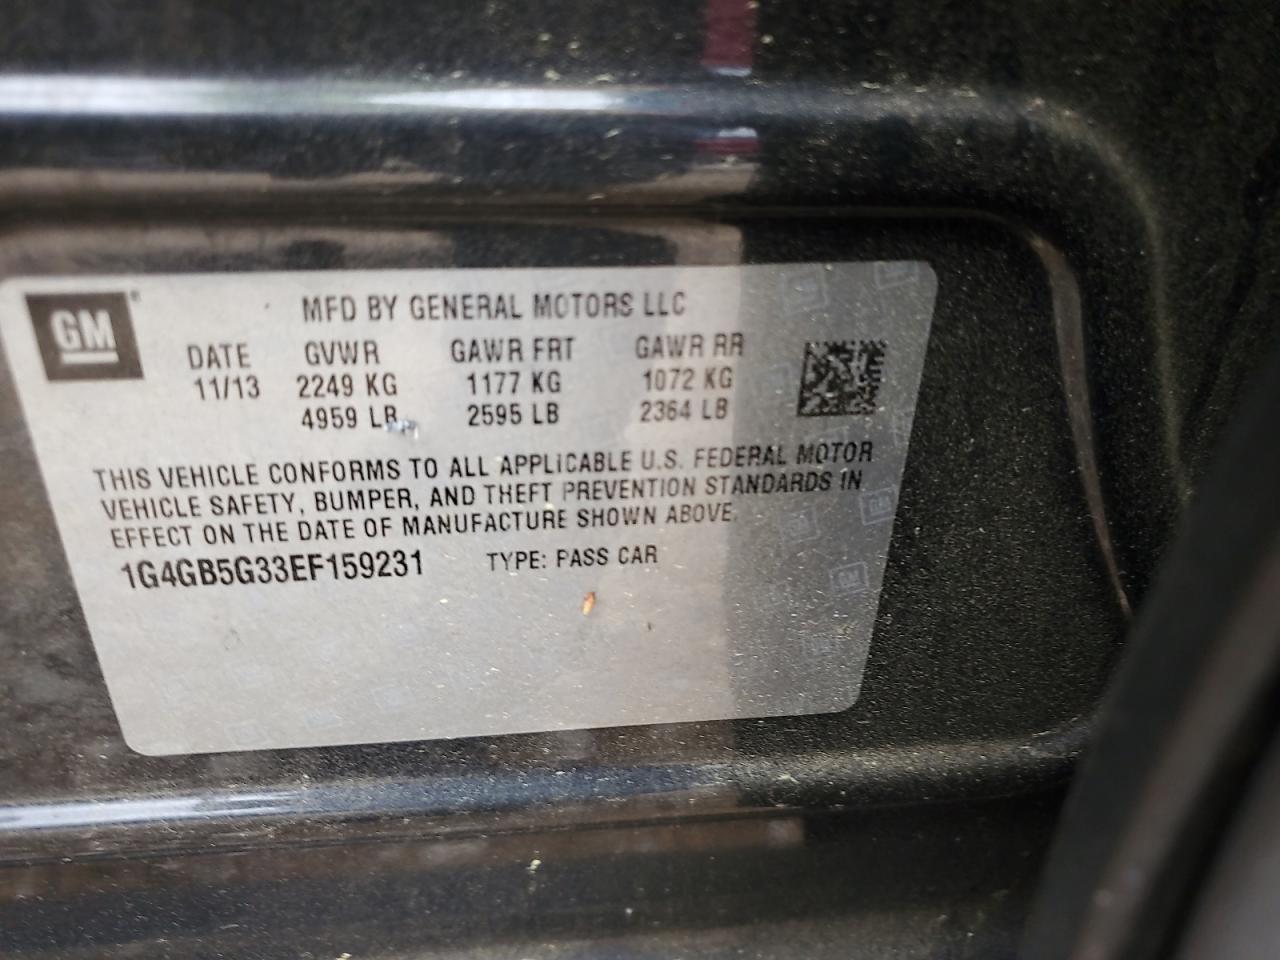 GM
MFD BY GENERAL MOTORS LLC
DATE GVWR GAWR FRT GAWR RR
11/13 2249 KG 1177 KG 1072 KG
4959 LB 2595 LB 2364 LB
THIS VEHICLE CONFORMS TO ALL APPLICABLE U.S. FEDERAL MOTOR
VEHICLE SAFETY, BUMPER, AND THEFT PREVENTION STANDARDS IN
EFFECT ON THE DATE OF MANUFACTURE SHOWN ABOVE.
1G4GB5G33EF159231 TYPE: PASS CAR